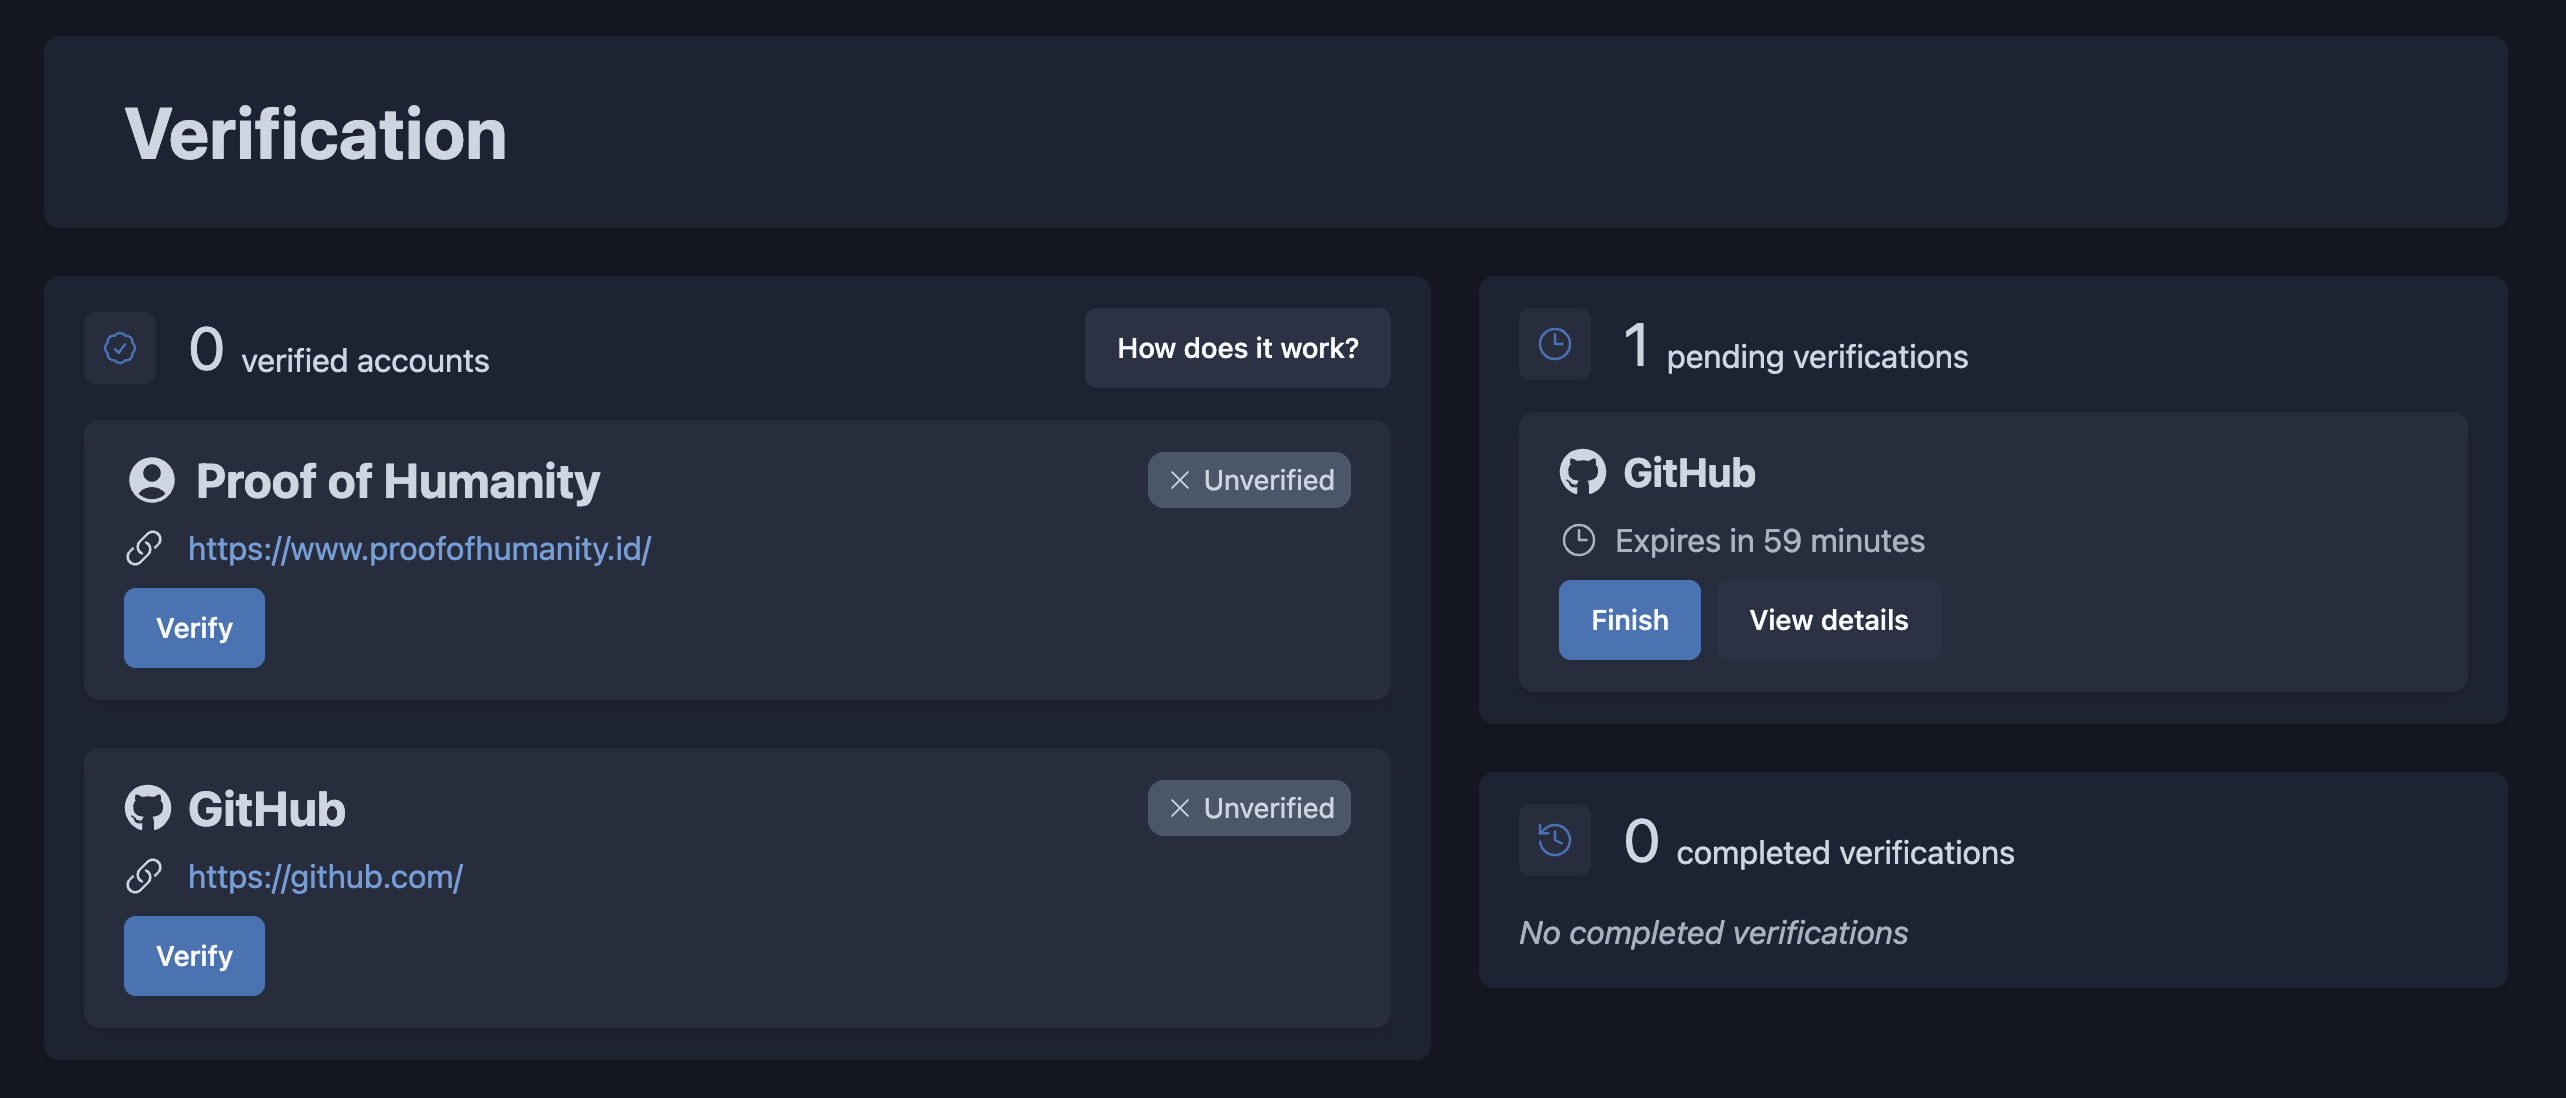 Verification
0 verified accounts
How does it work?
Proof of Humanity
Unverified
https://www.proofofhumanity.id/
Verify
GitHub
Unverified
https://github.com/
Verify
1 pending verifications
GitHub
Expires in 59 minutes
Finish
View details
0 completed verifications
No completed verifications